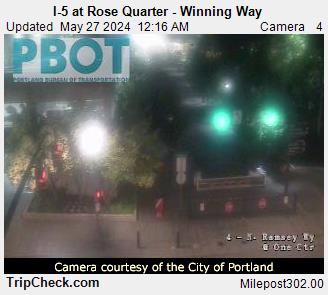 I-5 at Rose Quarter - Winning Way
Updated May 27 2024 12:16 AM Camera 4
PBOT
PORTLAND BUREAU OF TRANSPORTATION
4 - N. Ramsey Wy
@ One Ctr
Camera courtesy of the City of Portland
TripCheck.com Milepost302.00